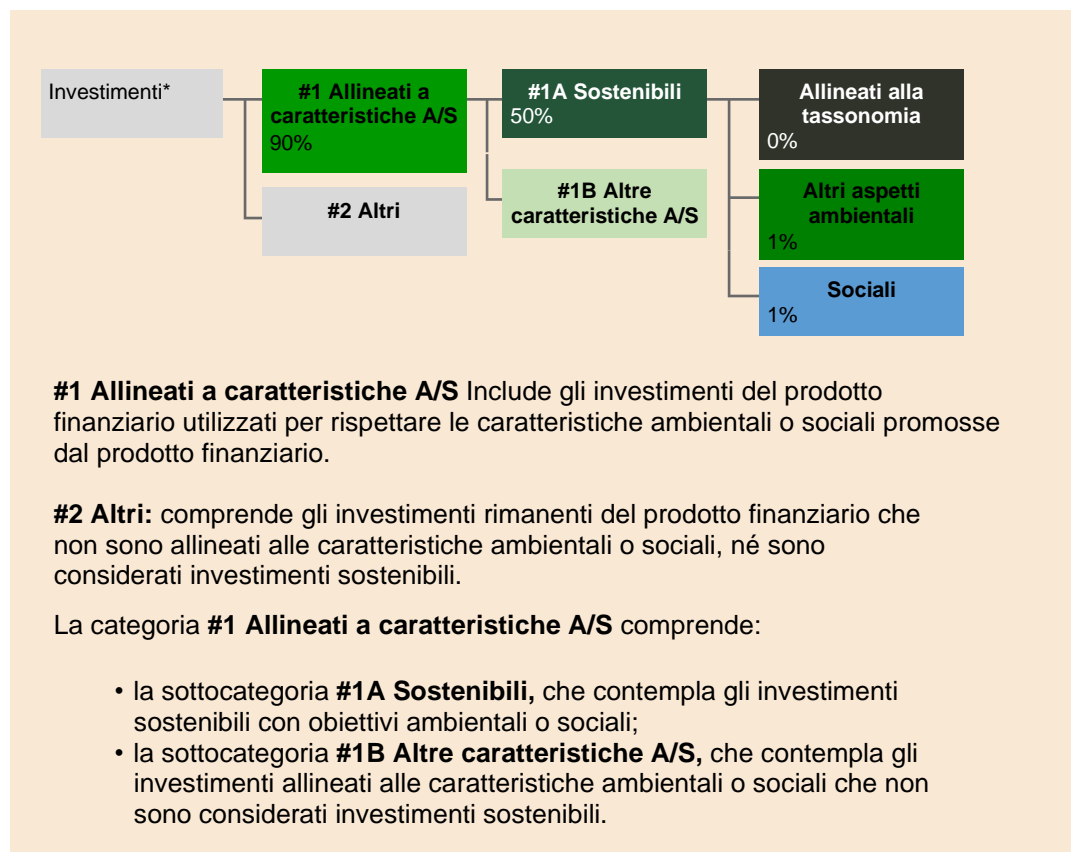 Investimenti*
#1 Allineati a
caratteristiche A/S
90%
#2 Altri
#1A Sostenibili
50%
#1B Altre
caratteristiche A/S
Allineati alla
tassonomia
0%
Altri aspetti
ambientali
1%
Sociali
1%
#1 Allineati a caratteristiche A/S Include gli investimenti del prodotto
finanziario utilizzati per rispettare le caratteristiche ambientali o sociali promosse
dal prodotto finanziario.
#2 Altri: comprende gli investimenti rimanenti del prodotto finanziario che
non sono allineati alle caratteristiche ambientali o sociali, né sono
considerati investimenti sostenibili.
La categoria #1 Allineati a caratteristiche A/S comprende:
• la sottocategoria #1A Sostenibili, che contempla gli investimenti
sostenibili con obiettivi ambientali o sociali;
• la sottocategoria #1B Altre caratteristiche A/S, che contempla gli
investimenti allineati alle caratteristiche ambientali o sociali che non
sono considerati investimenti sostenibili.